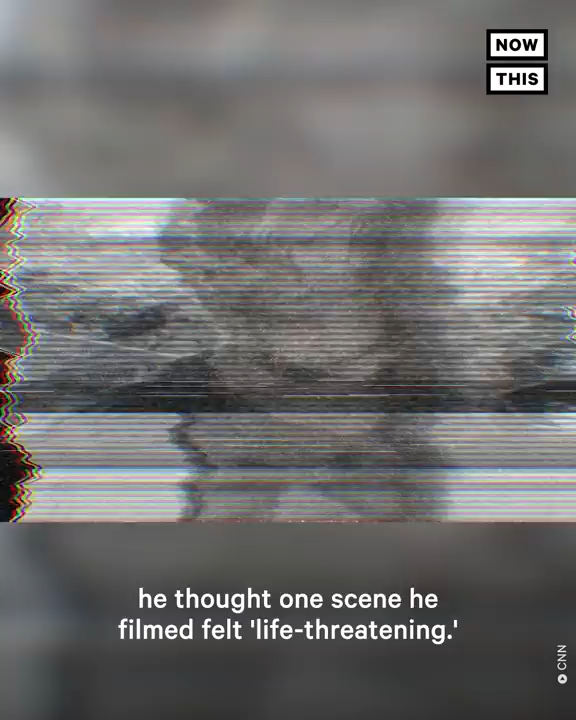 NOW
THIS
he thought one scene he
filmed felt 'life-threatening.'
CNN